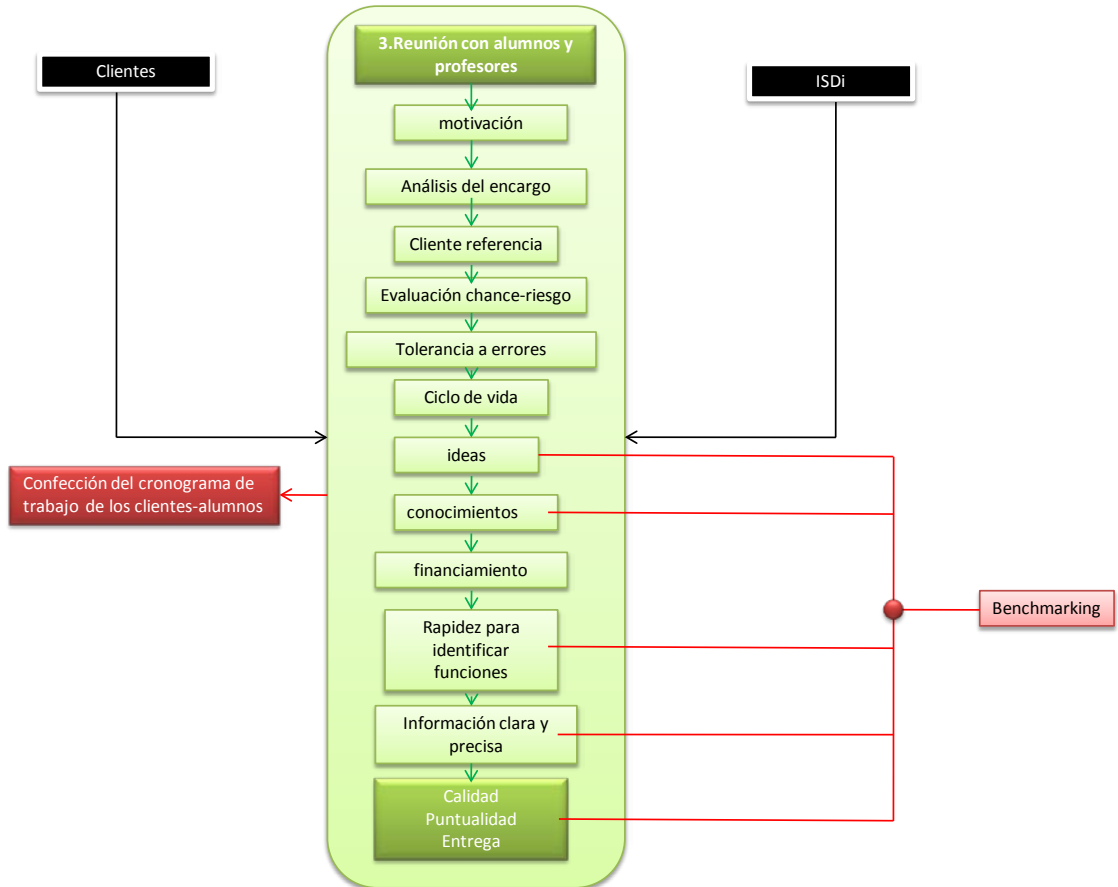 3.Reunión con alumnos y
profesores
Clientes
ISDi
motivación
Análisis del encargo
Cliente referencia
Evaluación chance-riesgo
Tolerancia a errores
Ciclo de vida
ideas
Confección del cronograma de
trabajo de los clientes-alumnos
conocimientos
financiamiento
Rapidez para
identificar
funciones
Benchmarking
Información clara y
precisa
Calidad
Puntualidad
Entrega